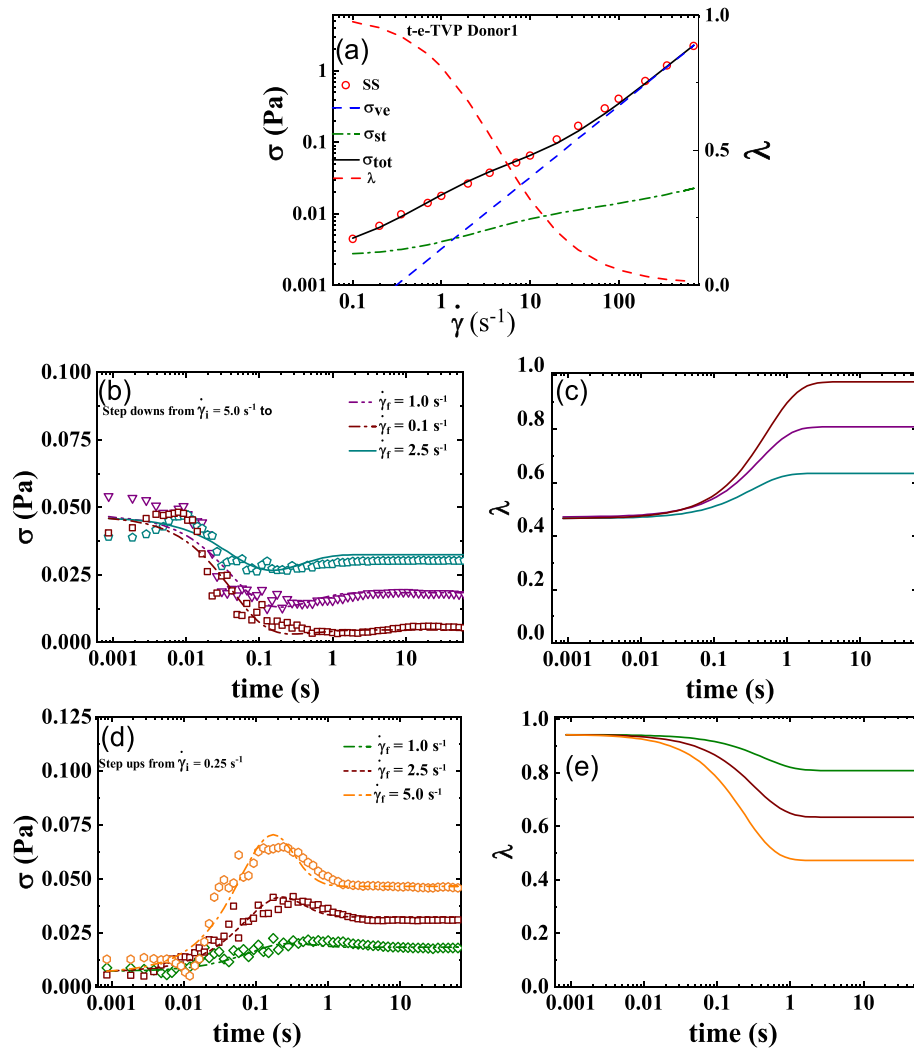 (a)
t-e-TVP Donor1
SS
σve
σst
σtot
λ
σ (Pa)
1
0.1
0.01
0.001
1.0
0.5
0.0
λ
0.1 1 10 100
γ̇ (s-1)
(b)
Step downs from γ̇i = 5.0 s-1 to
γ̇f = 1.0 s-1
γ̇f = 0.1 s-1
γ̇f = 2.5 s-1
σ (Pa)
0.100
0.075
0.050
0.025
0.000
0.001 0.01 0.1 1 10
time (s)
(c)
λ
1.0
0.8
0.6
0.4
0.2
0.0
0.001 0.01 0.1 1 10
time (s)
(d)
Step ups from γ̇i = 0.25 s-1
γ̇f = 1.0 s-1
γ̇f = 2.5 s-1
γ̇f = 5.0 s-1
σ (Pa)
0.125
0.100
0.075
0.050
0.025
0.000
0.001 0.01 0.1 1 10
time (s)
(e)
λ
1.0
0.8
0.6
0.4
0.2
0.0
0.001 0.01 0.1 1 10
time (s)